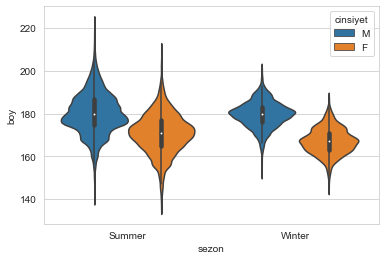 cinsiyet
M
F
220
200
180
160
140
boy
Summer
Winter
sezon